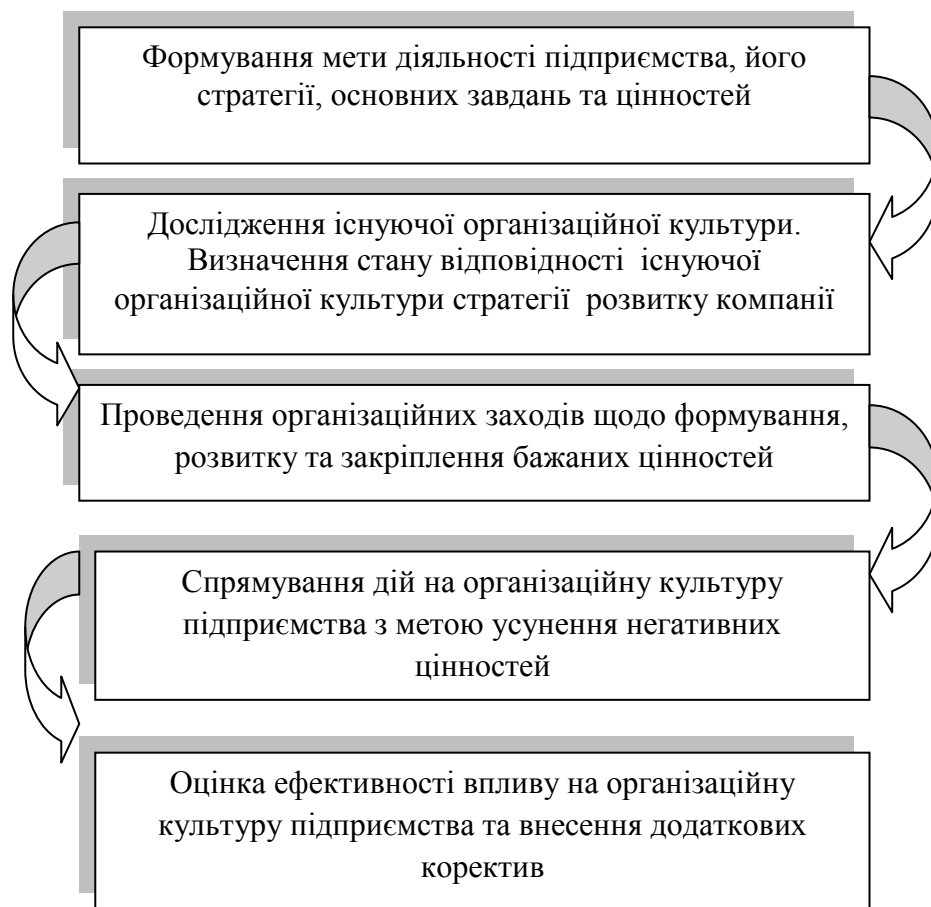 Формування мети діяльності підприємства, його
стратегії, основних завдань та цінностей
Дослідження існуючої організаційної культури.
Визначення стану відповідності існуючої
організаційної культури стратегії розвитку компанії
Проведення організаційних заходів щодо формування,
розвитку та закріплення бажаних цінностей
Спрямування дій на організаційну культуру
підприємства з метою усунення негативних
цінностей
Оцінка ефективності впливу на організаційну
культуру підприємства та внесення додаткових
коректив